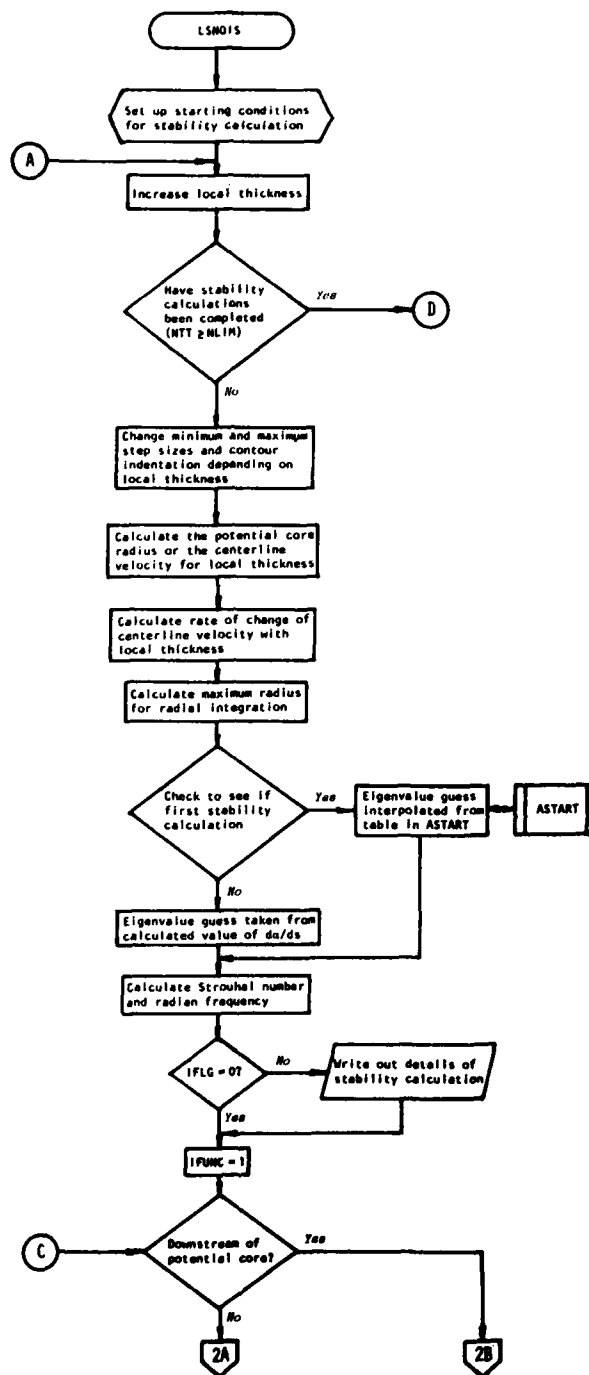 LSNOIS
Set up starting conditions
for stability calculation
A
Increase local thickness
Have stability
calculations
been completed
(NTT ≥ NLIM)
Yes
D
No
Change minimum and maximum
step sizes and contour
indentation depending on
local thickness
Calculate the potential core
radius or the centerline
velocity for local thickness
Calculate rate of change of
centerline velocity with
local thickness
Calculate maximum radius
for radial integration
Check to see if
first stability
calculation
Yes
Eigenvalue guess
interpolated from
table in ASTART
ASTART
No
Eigenvalue guess taken from
calculated value of dα/ds
Calculate Strouhal number
and radian frequency
IFLG = 0?
No
Write out details of
stability calculation
Yes
IFUNC = 1
C
Downstream of
potential core?
Yes
No
2A
2B